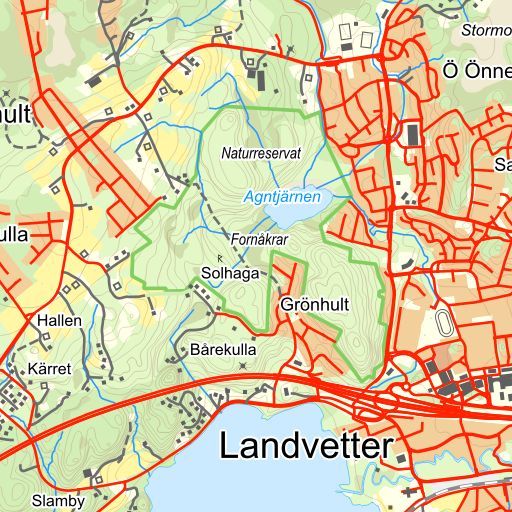 Stormo
Ö Önne
hult
Naturreservat
Sa
Agntjärnen
ulla
Fornåkrar
R
Solhaga
Grönhult
Hallen
Bårekulla
Kärret
Landvetter
Slamby